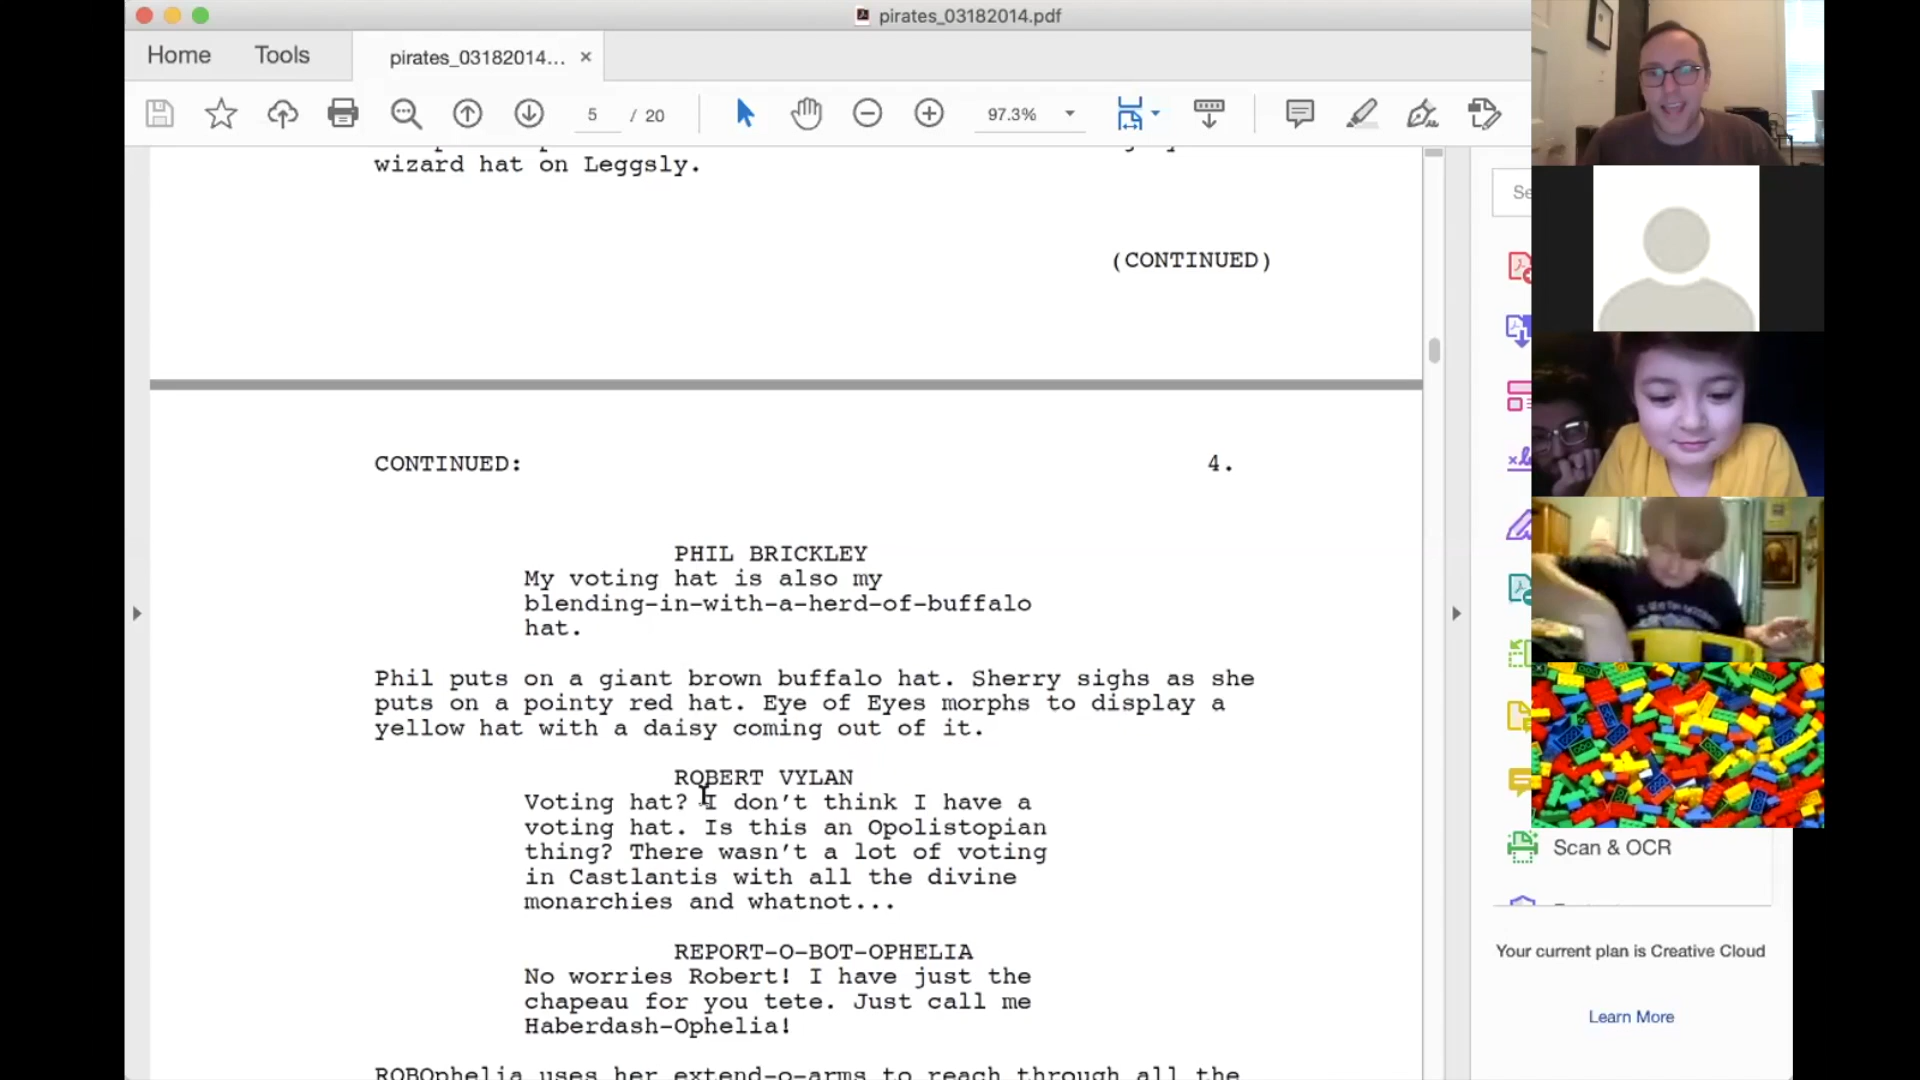 pirates_03182014.pdf
Home
Tools
pirates_03182014...
5 / 20
97.3%
wizard hat on Leggsly.
(CONTINUED)
CONTINUED:
4.
PHIL BRICKLEY
My voting hat is also my
blending-in-with-a-herd-of-buffalo
hat.
Phil puts on a giant brown buffalo hat. Sherry sighs as she
puts on a pointy red hat. Eye of Eyes morphs to display a
yellow hat with a daisy coming out of it.
ROBERT VYLAN
Voting hat? I don't think I have a
voting hat. Is this an Opolistopian
thing? There wasn't a lot of voting
in Castlantis with all the divine
monarchies and whatnot...
REPORT-O-BOT-OPHELIA
No worries Robert! I have just the
chapeau for you tete. Just call me
Haberdash-Ophelia!
ROBOphelia uses her extend-o-arms to reach through all the
Se
Scan & OCR
Your current plan is Creative Cloud
Learn More